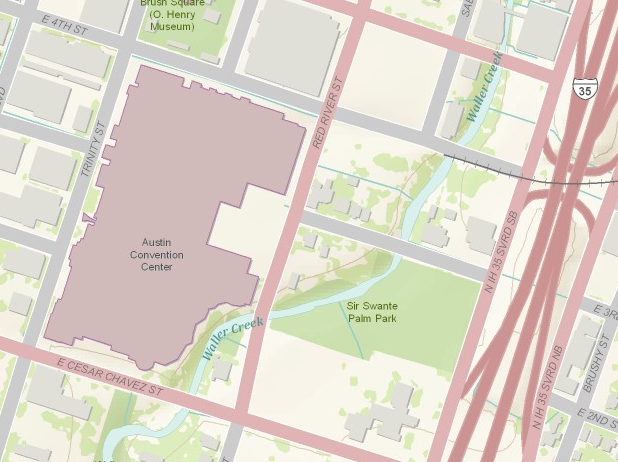 Brush Square
(O. Henry
Museum)
E 4TH ST
Waller Creek
35
RED RIVER ST
TRINITY ST
Austin
Convention
Center
N IH 35 SVRD SB
Sir Swante
Palm Park
Waller Creek
E CESAR CHAVEZ ST
E 3R
BRUSHY ST
N IH 35 SVRD NB
E 2ND S